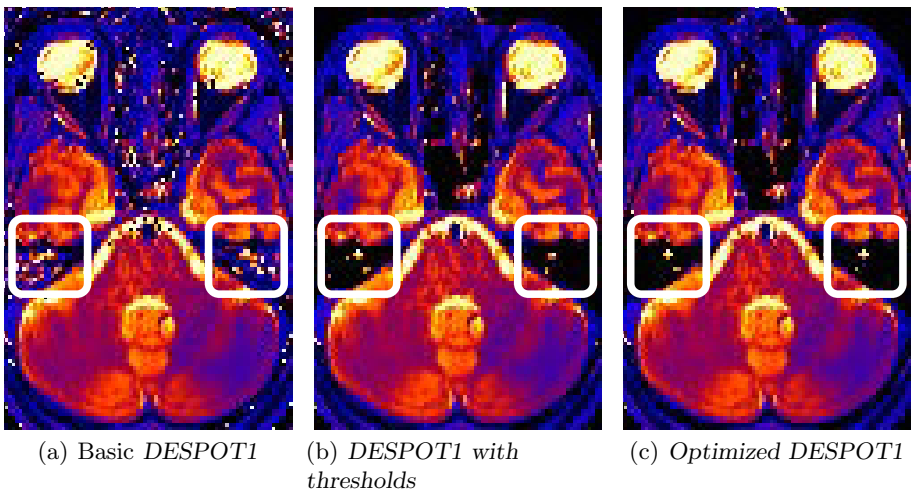 (a) Basic DESPOT1
(b) DESPOT1 with
thresholds
(c) Optimized DESPOT1